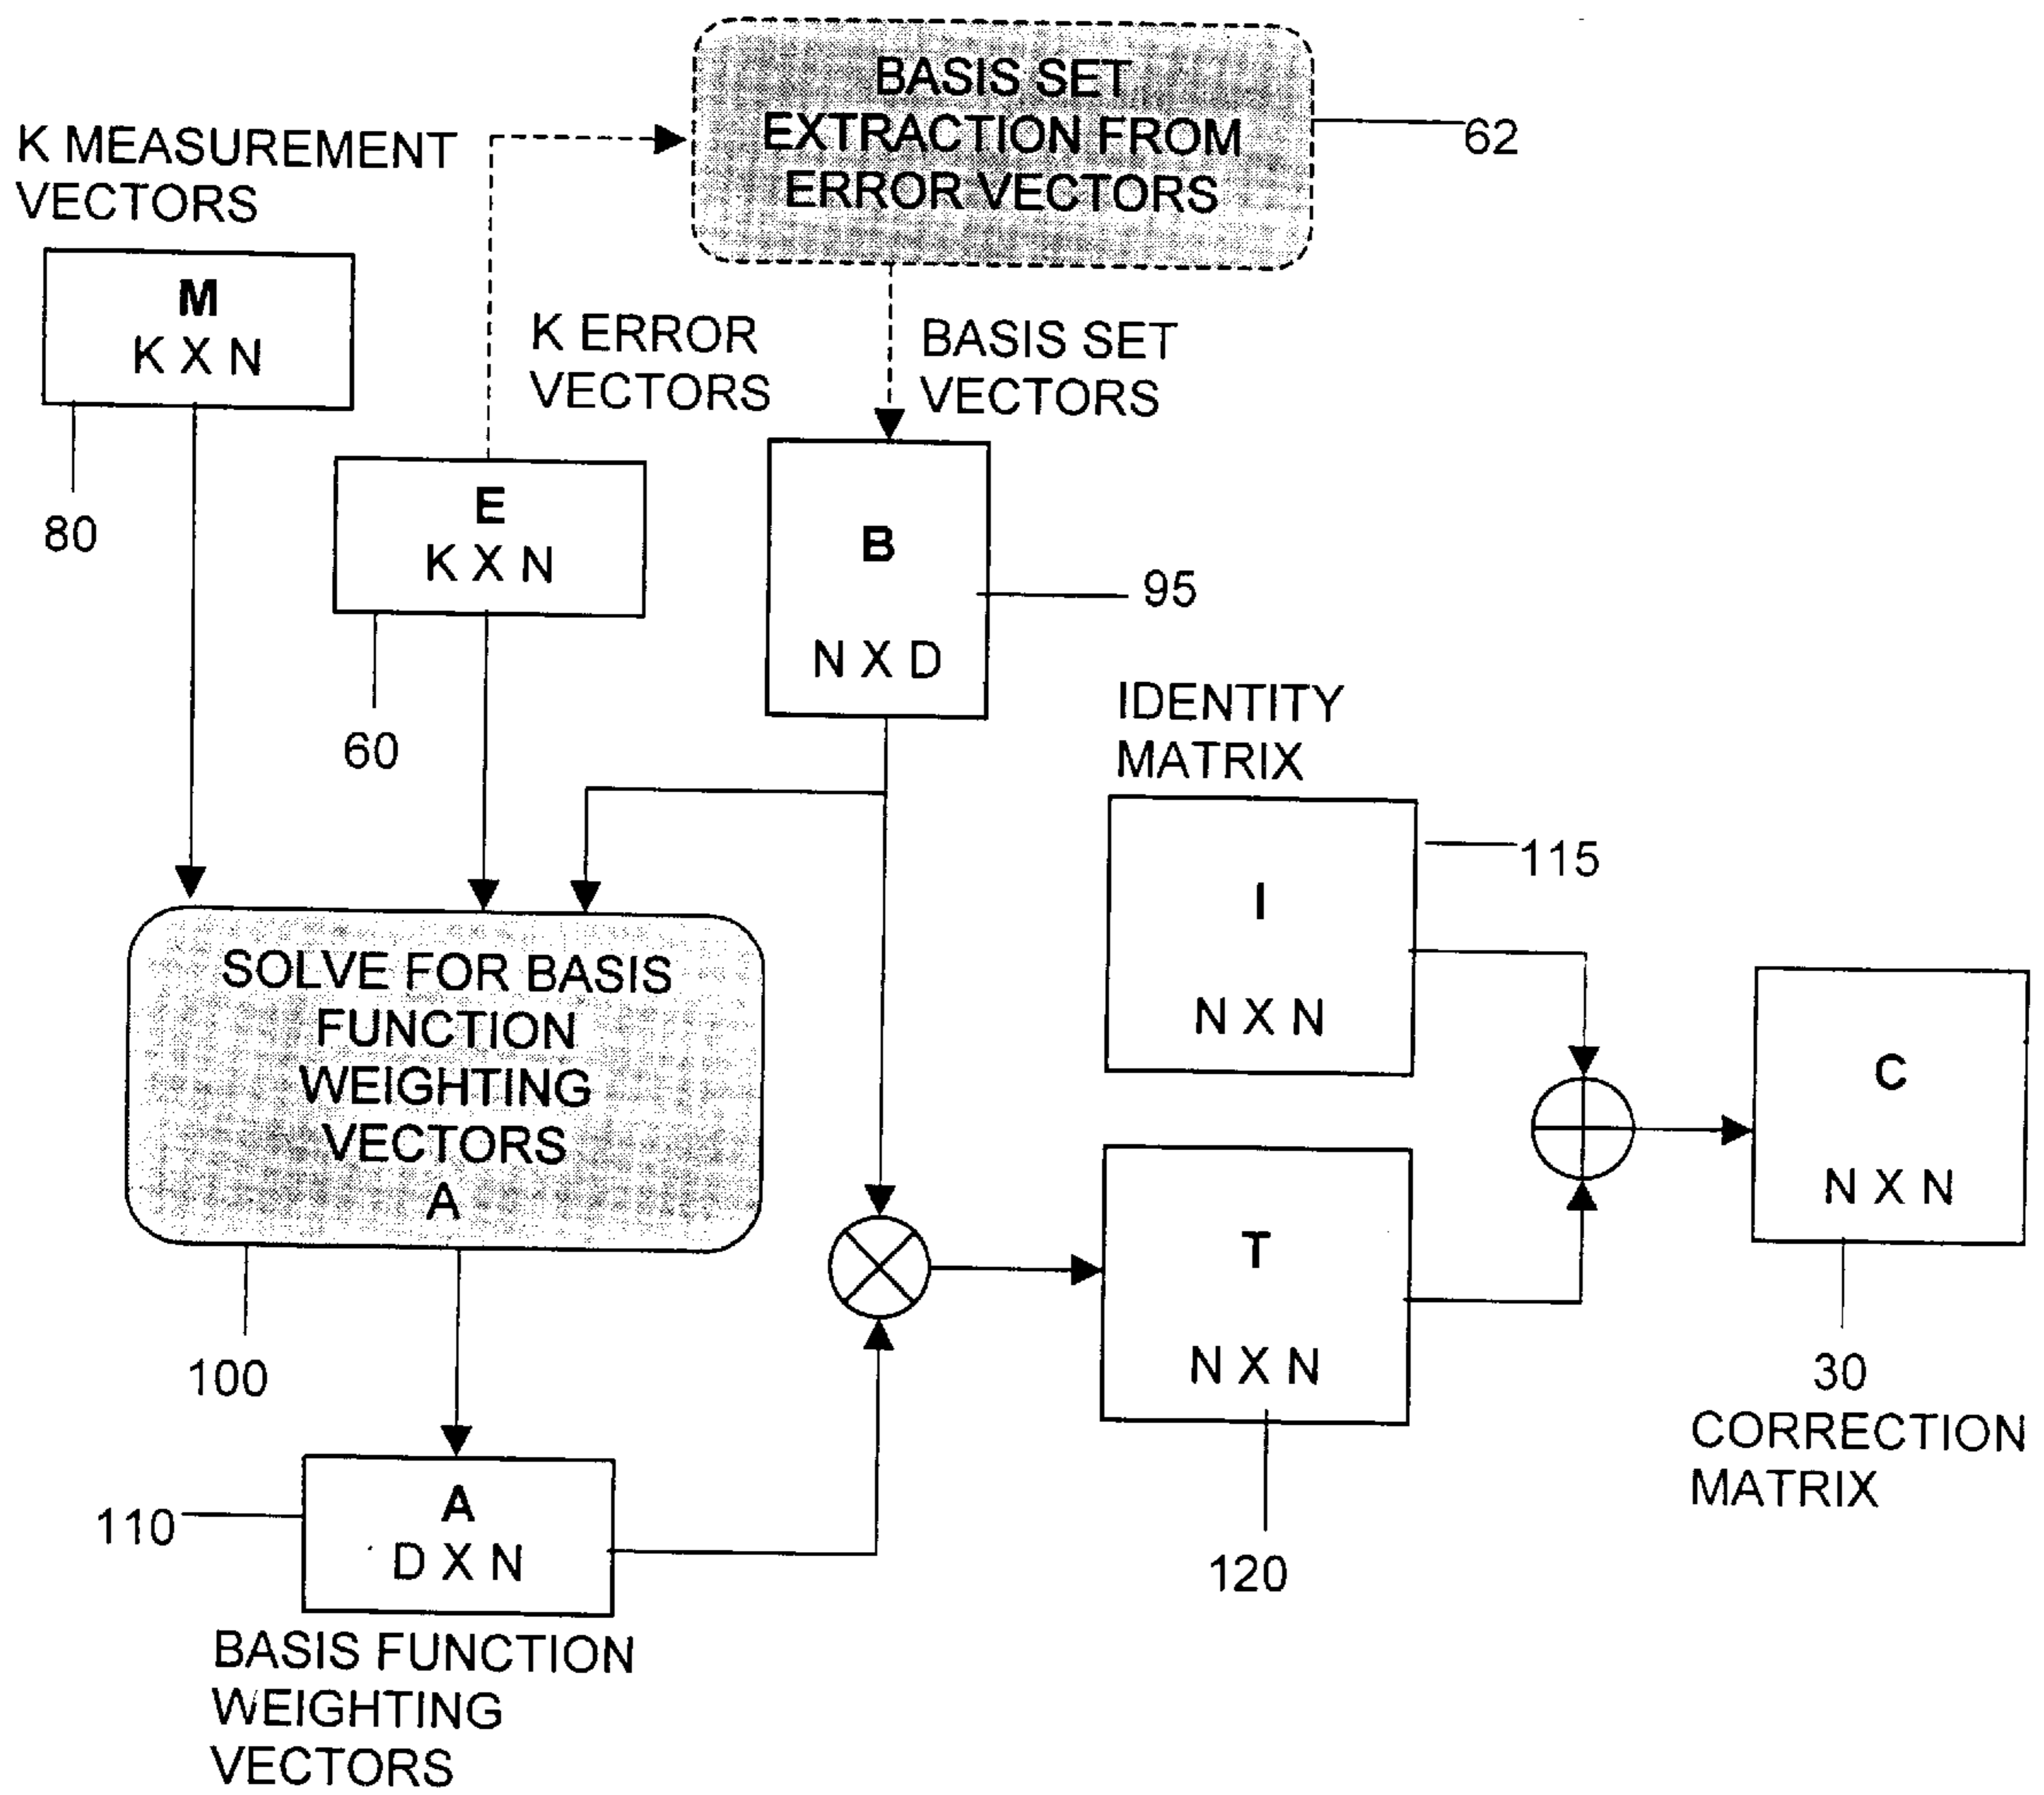 BASIS SET
EXTRACTION FROM
ERROR VECTORS
62
K MEASUREMENT
VECTORS
M
K X N
80
K ERROR
VECTORS
BASIS SET
VECTORS
E
K X N
60
B
N X D
95
IDENTITY
MATRIX
I
N X N
115
SOLVE FOR BASIS
FUNCTION
WEIGHTING
VECTORS
A
100
T
N X N
120
C
N X N
30
CORRECTION
MATRIX
110
A
D X N
BASIS FUNCTION
WEIGHTING
VECTORS